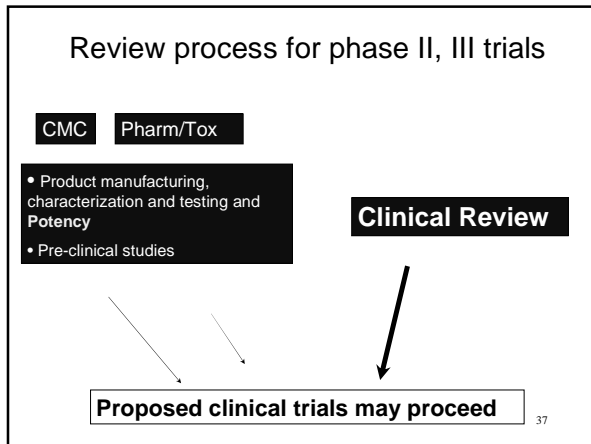 Review process for phase II, III trials
CMC
Pharm/Tox
• Product manufacturing,
characterization and testing and
Potency
• Pre-clinical studies
Clinical Review
Proposed clinical trials may proceed
37